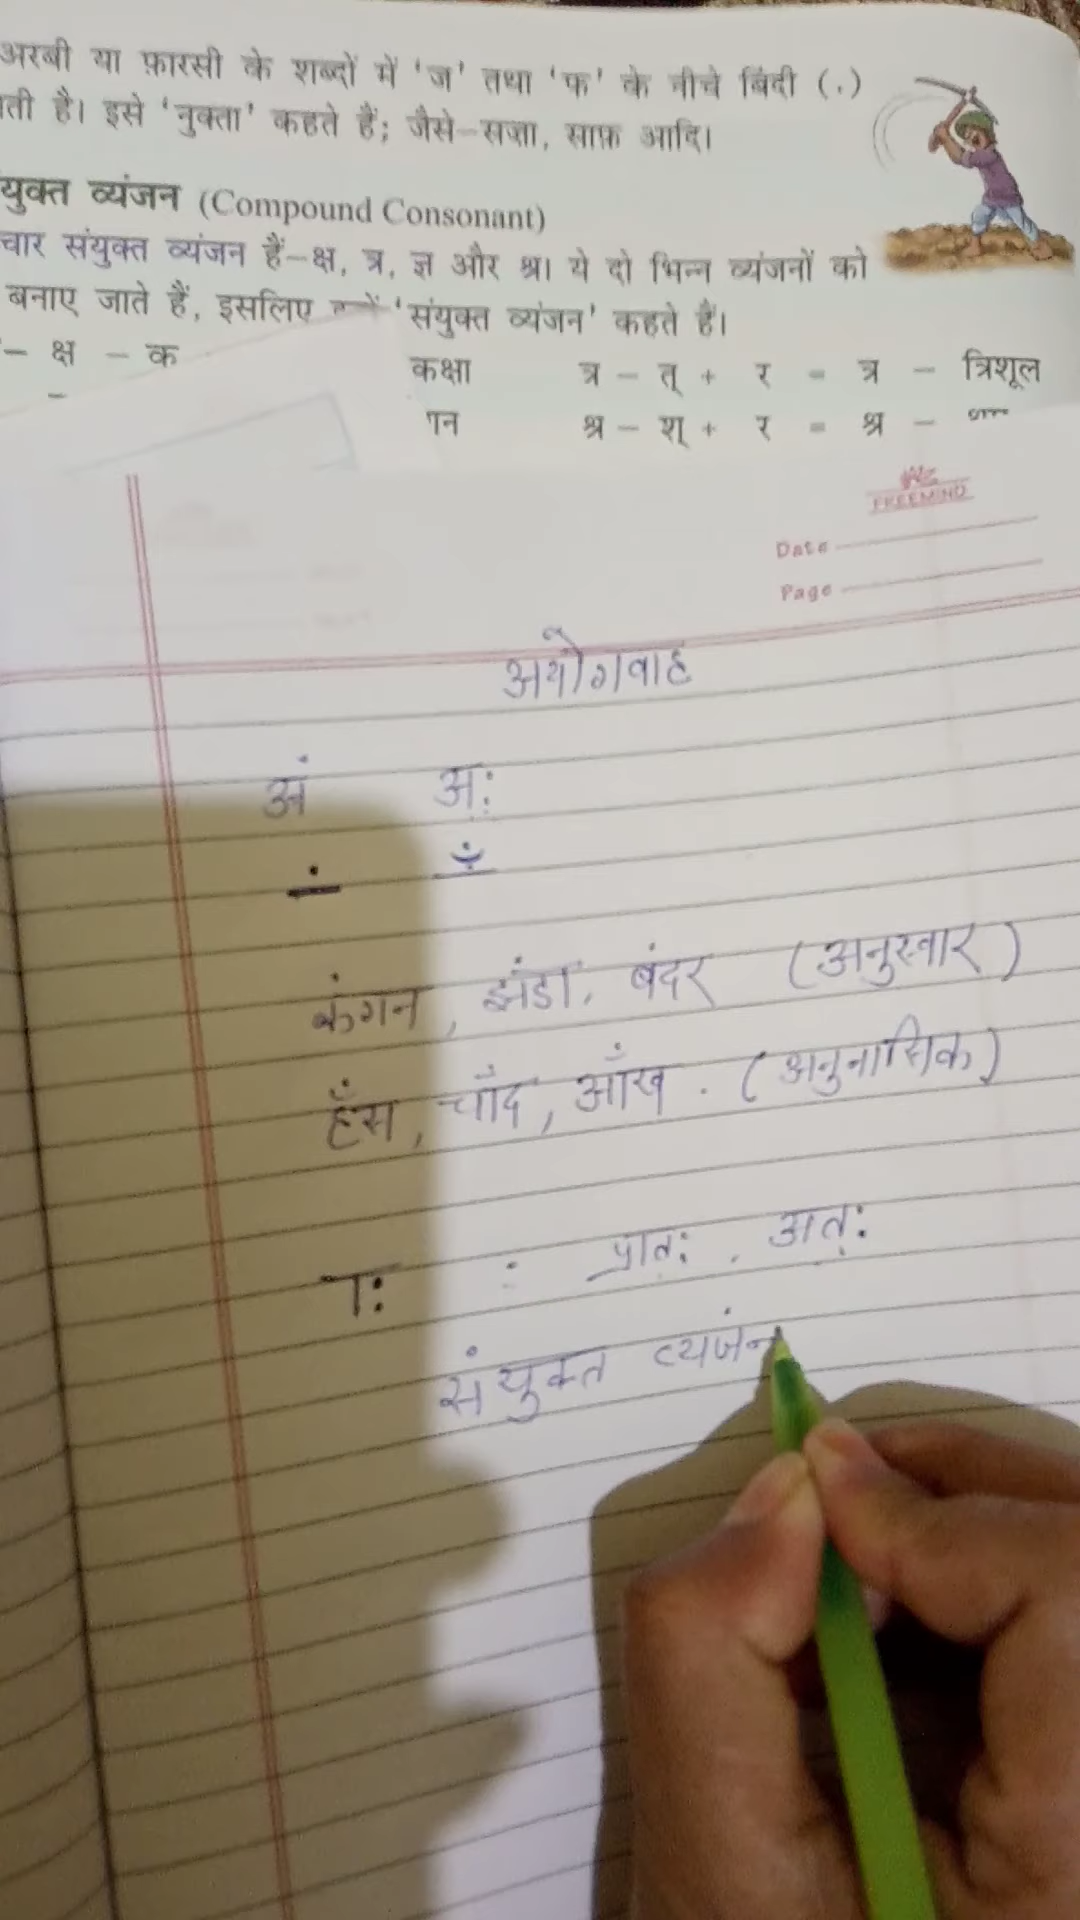 अरबी या फ़ारसी के शब्दों में 'ज' तथा 'फ' के नीचे बिंदी (.)
ती है। इसे 'नुक्ता' कहते हैं; जैसे-सज़ा, साफ़ आदि।
युक्त व्यंजन (Compound Consonant)
चार संयुक्त व्यंजन हैं-क्ष, त्र, ज्ञ और श्र। ये दो भिन्न व्यंजनों को
बनाए जाते हैं, इसलिए 'संयुक्त व्यंजन' कहते हैं।
- क्ष - क कक्षा त्र - त् + र = त्र - त्रिशूल
श्र - श् + र = श्र -
FREEMIND
Date
Page
अयोगवाह
अं अः
कंगन, झंडा, बंदर (अनुस्वार)
हँस, चाँद, आँख . (अनुनासिक)
ाः : प्रातः , अतः
संयुक्त व्यजंन